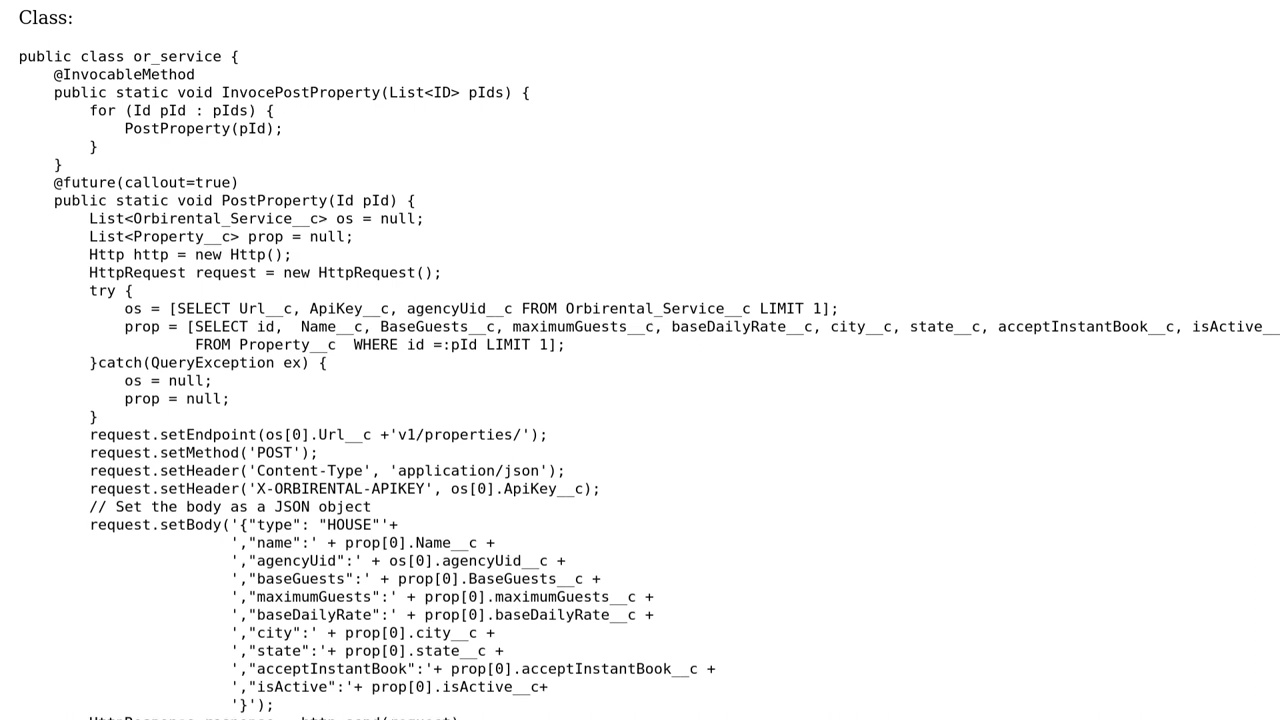 Class:
public class or_service {
    @InvocableMethod
    public static void InvocePostProperty(List<ID> pIds) {
        for (Id pId : pIds) {
            PostProperty(pId);
        }
    }
    @future(callout=true)
    public static void PostProperty(Id pId) {
        List<Orbirental_Service__c> os = null;
        List<Property__c> prop = null;
        Http http = new Http();
        HttpRequest request = new HttpRequest();
        try {
            os = [SELECT Url__c, ApiKey__c, agencyUid__c FROM Orbirental_Service__c LIMIT 1];
            prop = [SELECT id,  Name__c, BaseGuests__c, maximumGuests__c, baseDailyRate__c, city__c, state__c, acceptInstantBook__c, isActive__
                    FROM Property__c  WHERE id =:pId LIMIT 1];
        }catch(QueryException ex) {
            os = null;
            prop = null;
        }
        request.setEndpoint(os[0].Url__c +'v1/properties/');
        request.setMethod('POST');
        request.setHeader('Content-Type', 'application/json');
        request.setHeader('X-ORBIRENTAL-APIKEY', os[0].ApiKey__c);
        // Set the body as a JSON object
        request.setBody('{"type": "HOUSE"'+
                        ',"name":' + prop[0].Name__c +
                        ',"agencyUid":' + os[0].agencyUid__c +
                        ',"baseGuests":' + prop[0].BaseGuests__c +
                        ',"maximumGuests":' + prop[0].maximumGuests__c +
                        ',"baseDailyRate":' + prop[0].baseDailyRate__c +
                        ',"city":' + prop[0].city__c +
                        ',"state":'+ prop[0].state__c +
                        ',"acceptInstantBook":'+ prop[0].acceptInstantBook__c +
                        ',"isActive":'+ prop[0].isActive__c+
                        '}');